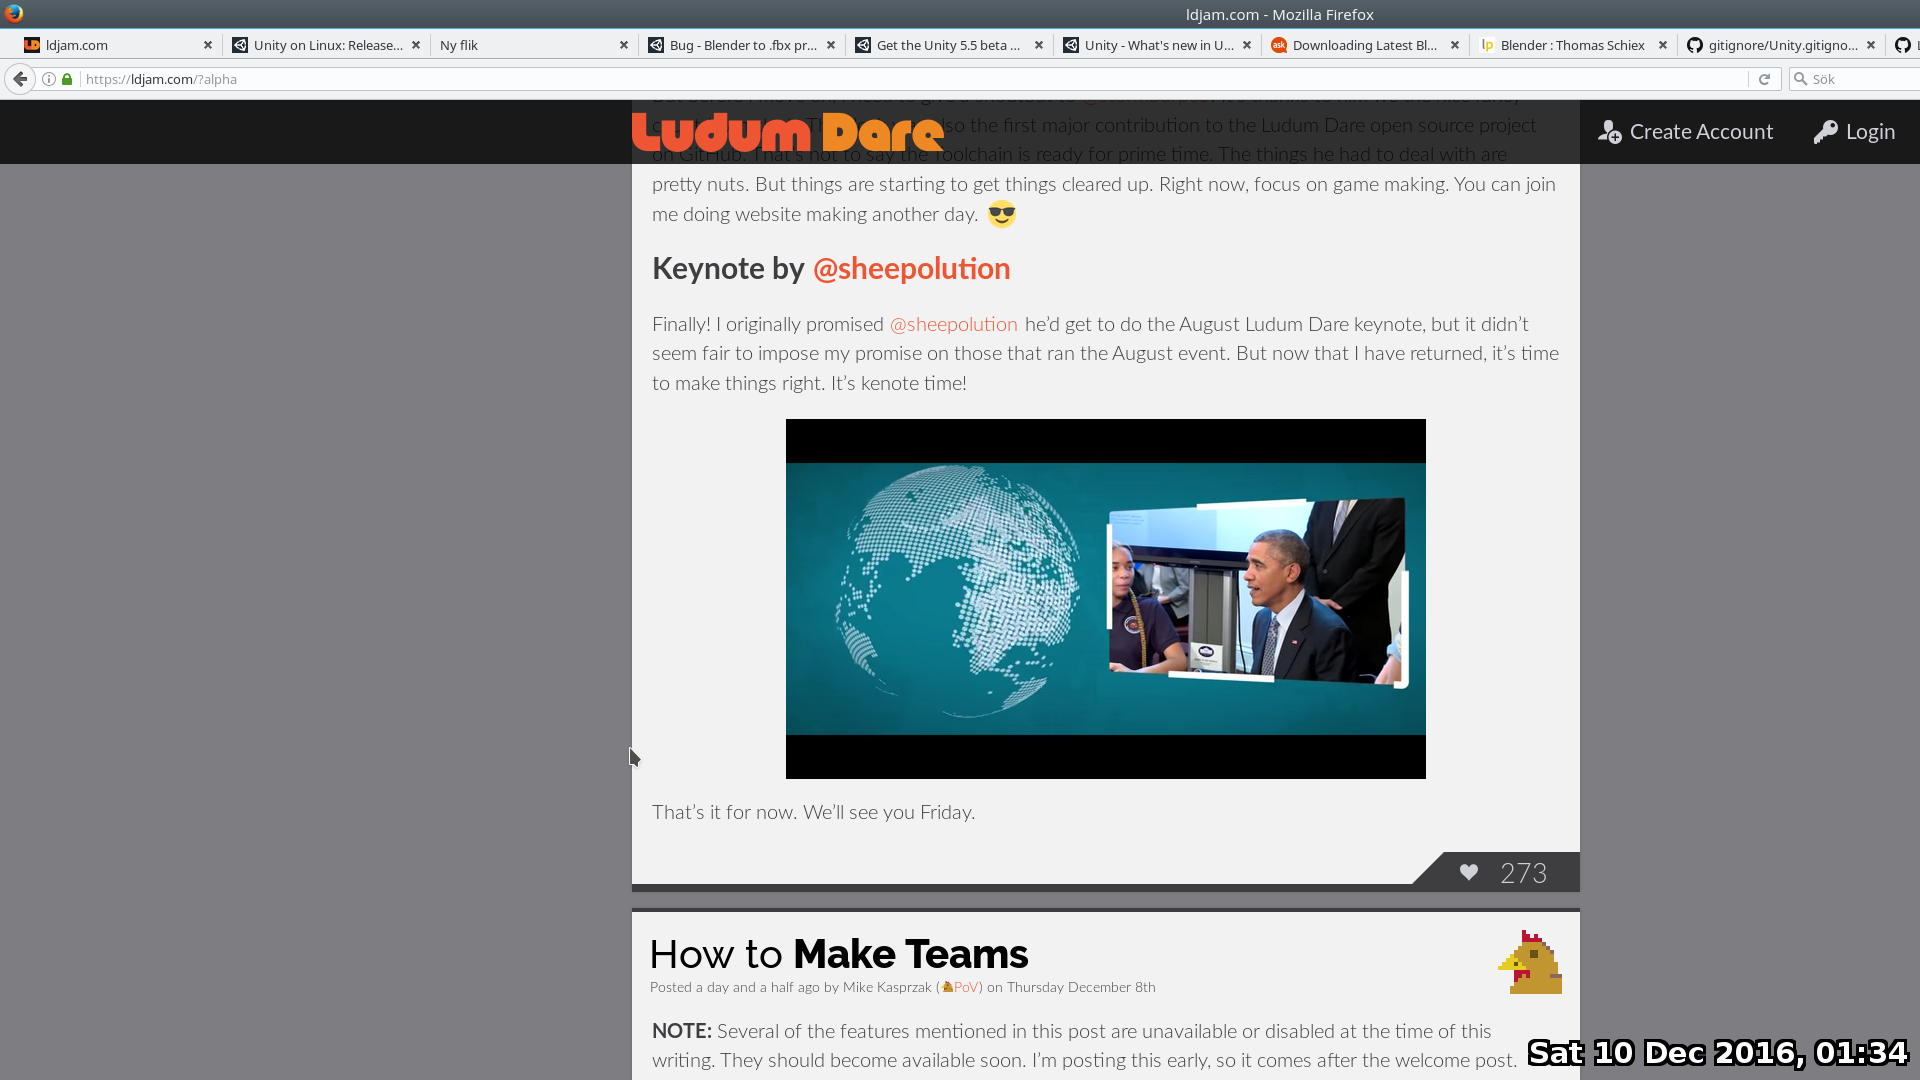 ldjam.com - Mozilla Firefox
ldjam.com
Unity on Linux: Release...
Ny flik
Bug - Blender to .fbx pr...
Get the Unity 5.5 beta ...
Unity - What's new in U...
Downloading Latest Bl...
Blender : Thomas Schiex
gitignore/Unity.gitigno...
https://ldjam.com/?alpha
Sök
Ludum Dare
Create Account
Login
also the first major contribution to the Ludum Dare open source project
on GitHub. That's not to say the Toolchain is ready for prime time. The things he had to deal with are
pretty nuts. But things are starting to get things cleared up. Right now, focus on game making. You can join
me doing website making another day.
Keynote by @sheepolution
Finally! I originally promised @sheepolution he’d get to do the August Ludum Dare keynote, but it didn’t
seem fair to impose my promise on those that ran the August event. But now that I have returned, it’s time
to make things right. It’s kenote time!
That’s it for now. We’ll see you Friday.
273
How to Make Teams
Posted a day and a half ago by Mike Kasprzak (PoV) on Thursday December 8th
NOTE: Several of the features mentioned in this post are unavailable or disabled at the time of this
writing. They should become available soon. I’m posting this early, so it comes after the welcome post.
Sat 10 Dec 2016, 01:34